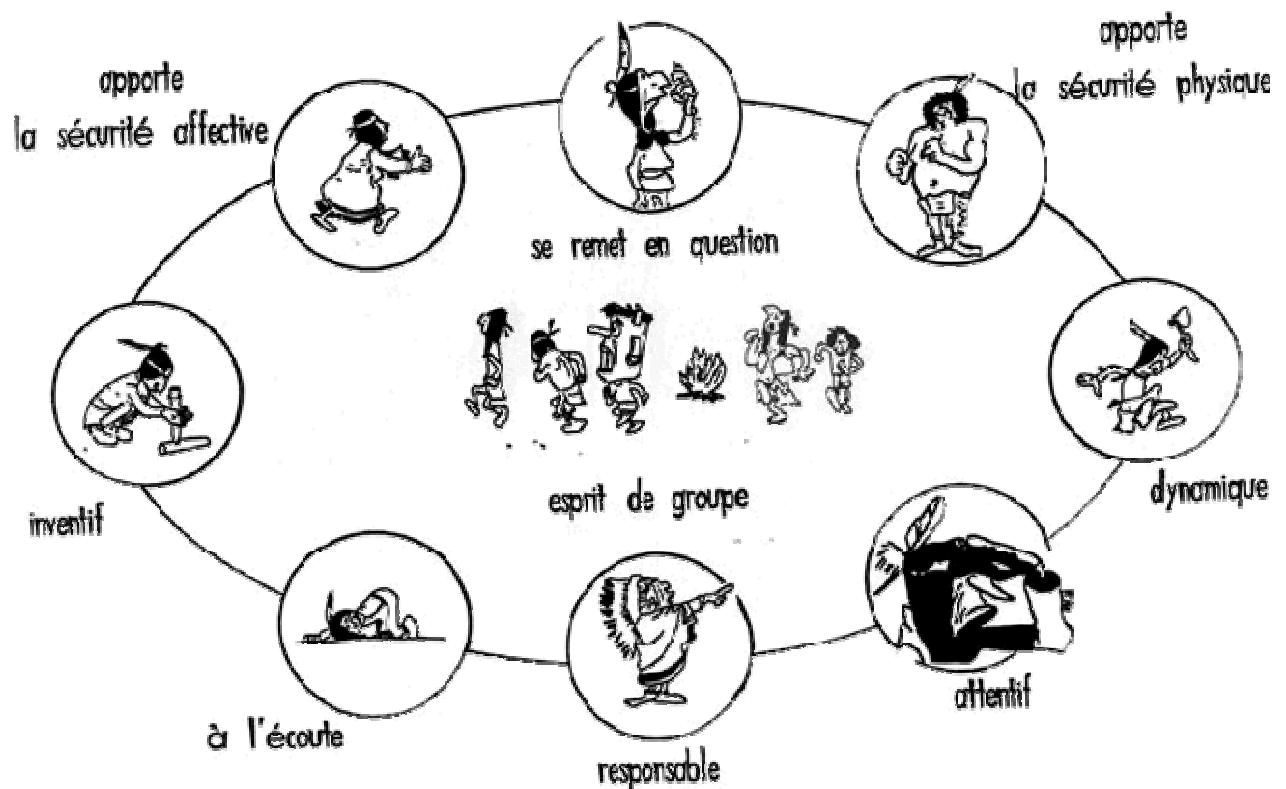 apporte
la sécurité affective
apporte
la sécurité physique
se remet en question
dynamique
esprit de groupe
inventif
attentif
à l'écoute
responsable